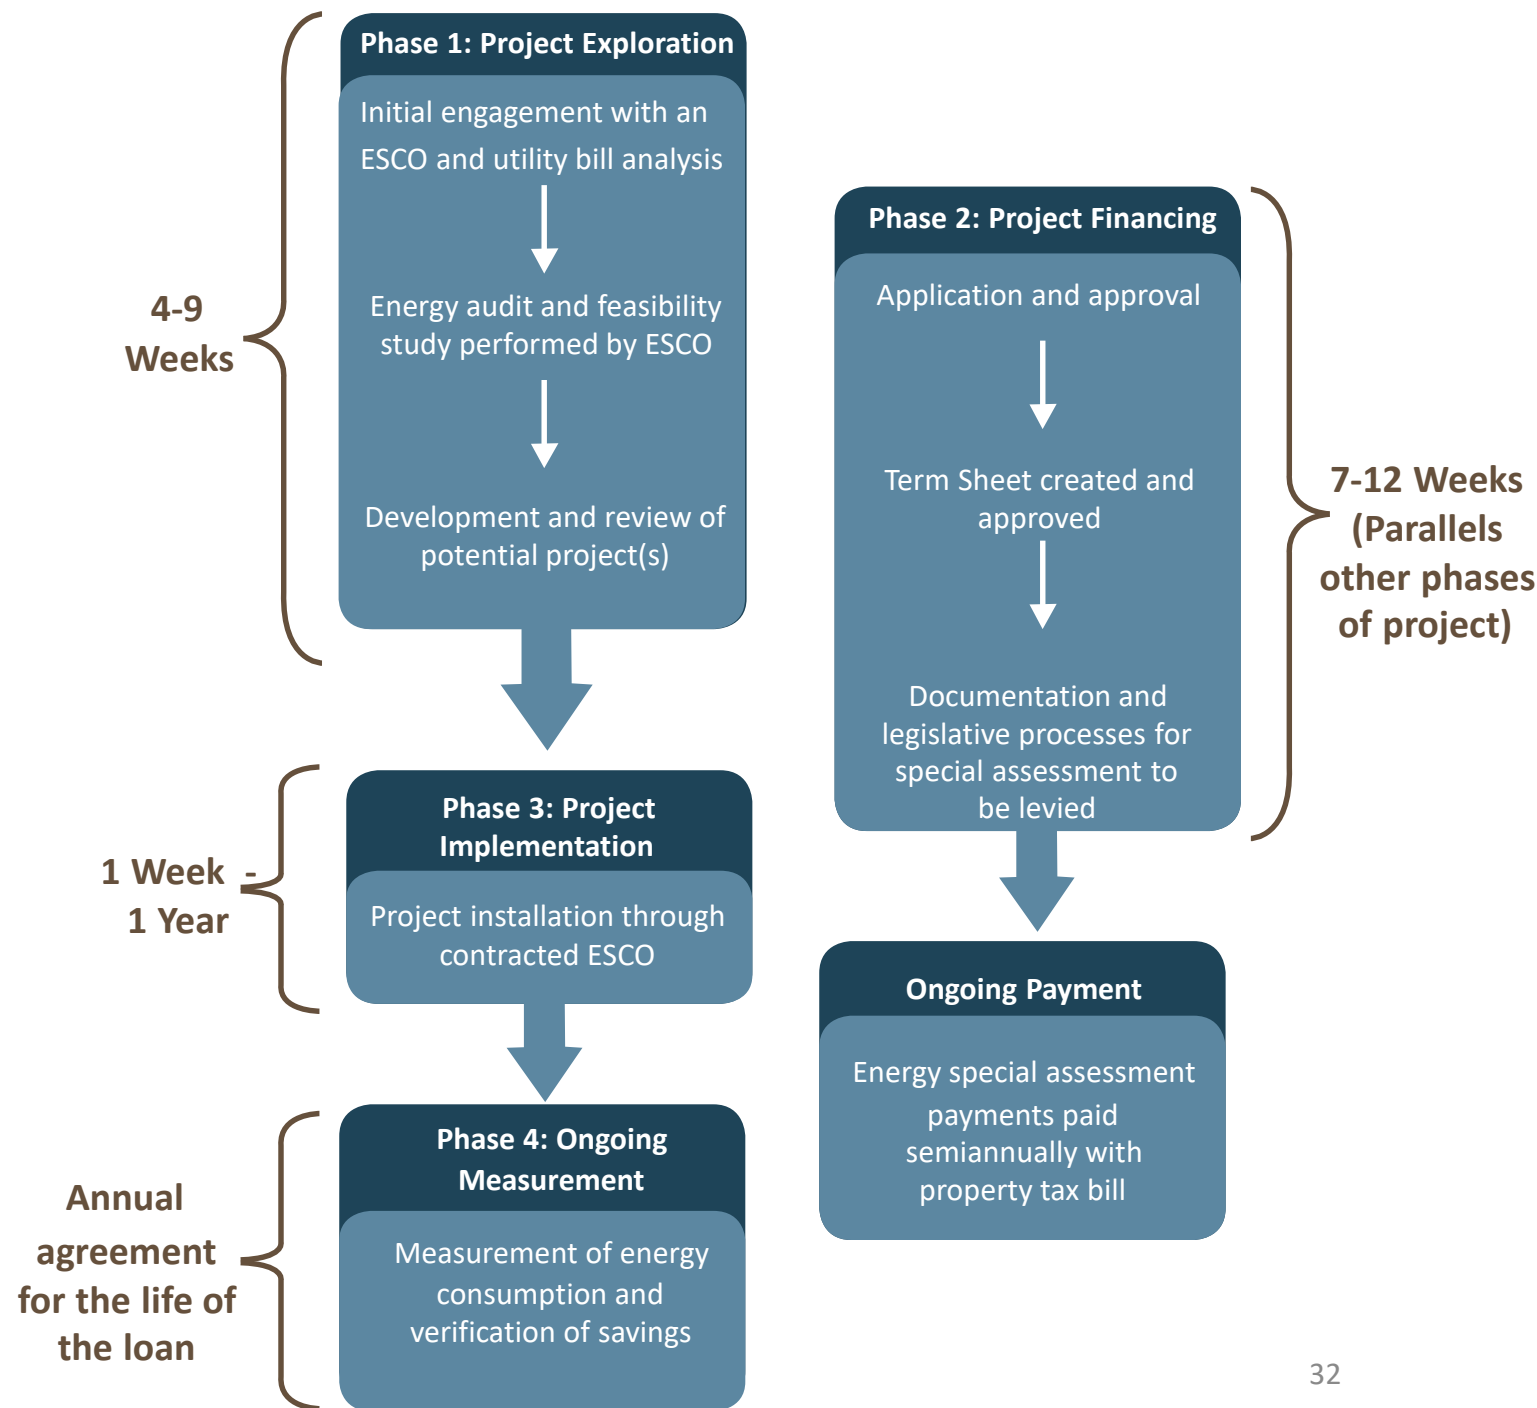 Phase 1: Project Exploration
Initial engagement with an
ESCO and utility bill analysis
Energy audit and feasibility
study performed by ESCO
Development and review of
potential project(s)
4-9
Weeks
Phase 2: Project Financing
Application and approval
Term Sheet created and
approved
Documentation and
legislative processes for
special assessment to
be levied
7-12 Weeks
(Parallels
other phases
of project)
Phase 3: Project
Implementation
Project installation through
contracted ESCO
1 Week -
1 Year
Ongoing Payment
Energy special assessment
payments paid
semiannually with
property tax bill
Phase 4: Ongoing
Measurement
Measurement of energy
consumption and
verification of savings
Annual
agreement
for the life of
the loan
32